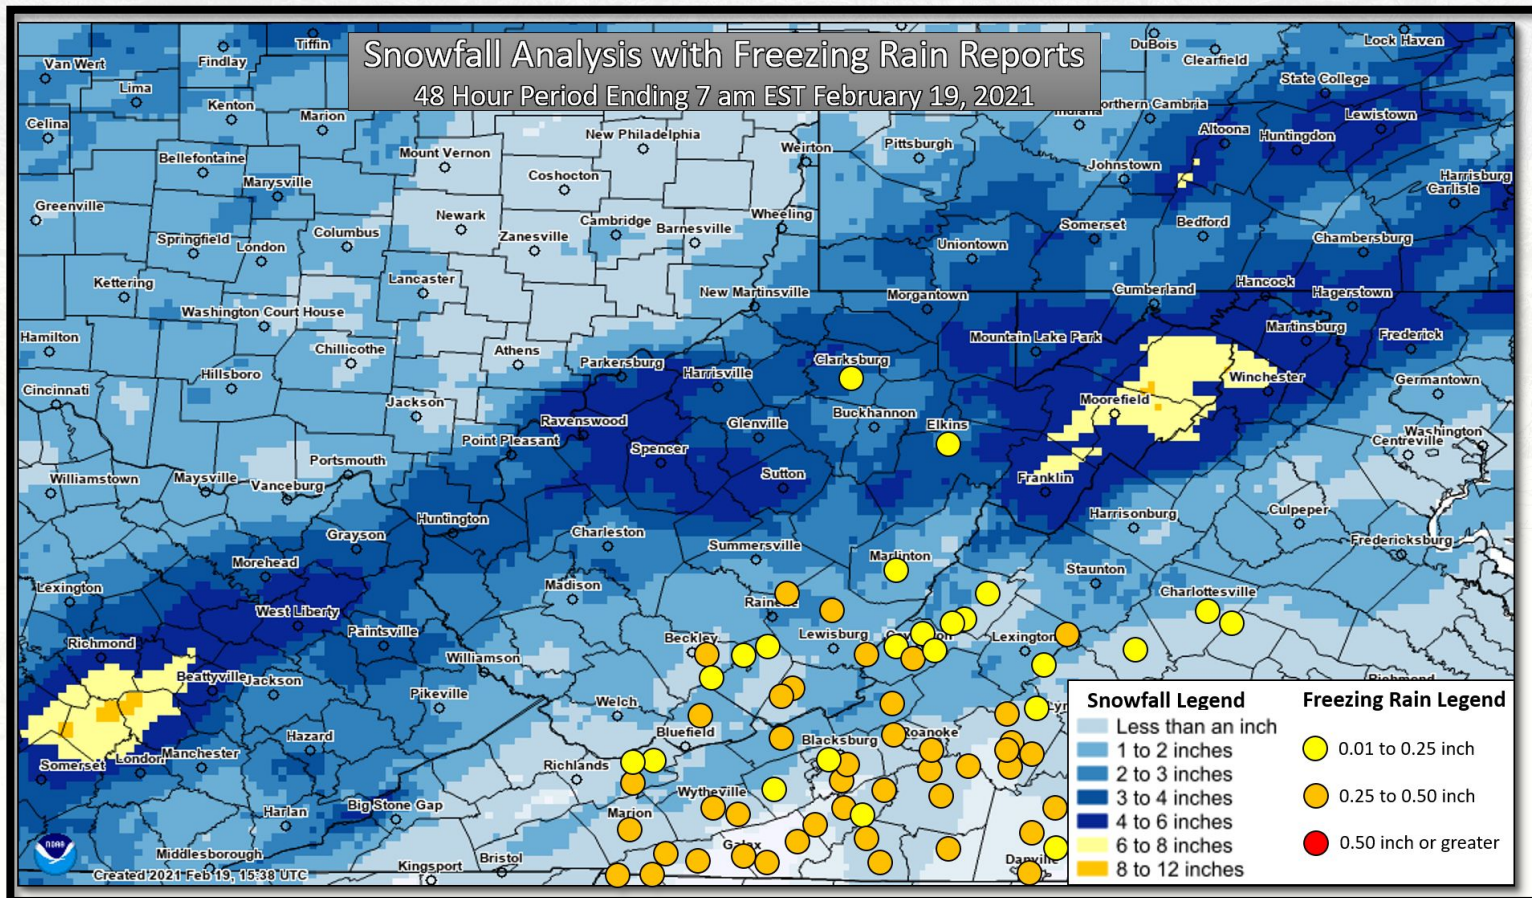 Snowfall Analysis with Freezing Rain Reports
48 Hour Period Ending 7 am EST February 19, 2021
Tiffin
DuBois
Lock Haven
Van Wert
Findlay
Clearfield
Lima
State College
Kenton
Northern Cambria
Marion
Indiana
Lewistown
Celina
New Philadelphia
Altoona
Huntingdon
Bellefontaine
Mount Vernon
Weirton
Pittsburgh
Johnstown
Coshocton
Marysville
Harrisburg
Carlisle
Greenville
Newark
Cambridge
Wheeling
Columbus
Zanesville
Barnesville
Somerset
Bedford
Springfield
London
Uniontown
Chambersburg
Kettering
Lancaster
New Martinsville
Morgantown
Cumberland
Hancock
Hagerstown
Washington Court House
Hamilton
Mountain Lake Park
Martinsburg
Frederick
Chillicothe
Athens
Parkersburg
Clarksburg
Hillsboro
Harrisville
Winchester
Germantown
Cincinnati
Jackson
Moorefield
Ravenswood
Buckhannon
Glenville
Elkins
Washington
Centreville
Point Pleasant
Spencer
Portsmouth
Sutton
Franklin
Williamstown
Maysville
Vanceburg
Huntington
Harrisonburg
Culpeper
Grayson
Charleston
Summersville
Marlinton
Fredericksburg
Morehead
Staunton
Lexington
Madison
Charlottesville
West Liberty
Paintsville
Beckley
Lewisburg
Lexington
Richmond
Williamson
Beattyville
Jackson
Pikeville
Richmond
Welch
Hazard
Bluefield
Blacksburg
Roanoke
Manchester
Somerset
London
Richlands
Wytheville
Harlan
Big Stone Gap
Marion
Galax
Middlesborough
Kingsport
Bristol
Danville
NOAA
Created 2021 Feb 19, 15:38 UTC
Snowfall Legend
Less than an inch
1 to 2 inches
2 to 3 inches
3 to 4 inches
4 to 6 inches
6 to 8 inches
8 to 12 inches
Freezing Rain Legend
0.01 to 0.25 inch
0.25 to 0.50 inch
0.50 inch or greater